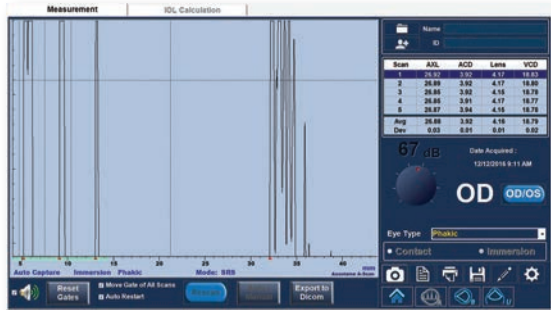 Measurement IDL Calculation
Name
ID
Scan AXL ACD Lens VCD
1 26.92 3.92 4.17 18.83
2 26.89 3.92 4.17 18.80
3 26.85 3.92 4.15 18.78
4 26.86 3.91 4.17 18.77
5 26.87 3.94 4.15 18.78
Avg 26.88 3.92 4.16 18.79
Dev 0.03 0.01 0.01 0.02
67 dB
Date Acquired :
12/12/2016 9:11 AM
OD OD/OS
Eye Type Phakic
Contact Immersion
5 10 15 20 25 30 35 40
Auto Capture Immersion Phakic Mode: SRS
Reset Gates
Move Gate of All Scans
Auto Restart
Export to Dicom